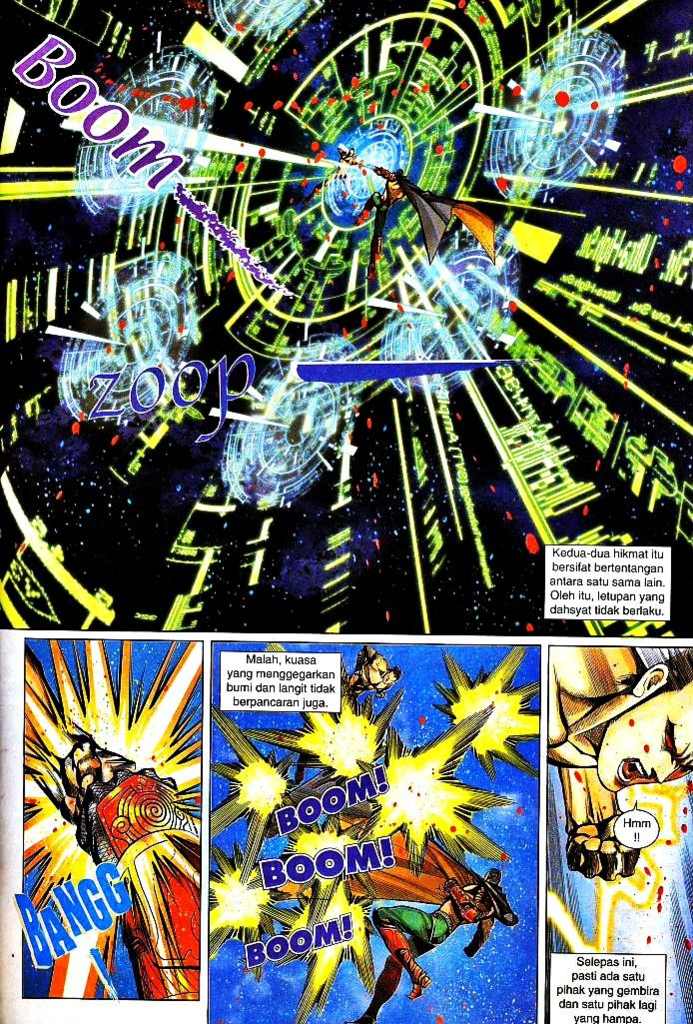 BOOM
ZOOP
Kedua-dua hikmat itu
bersifat bertentangan
antara satu sama lain.
Oleh itu, letupan yang
dahsyat tidak berlaku.
BANGG
Malah, kuasa
yang menggegarkan
bumi dan langit tidak
berpancaran juga.
BOOM!
BOOM!
BOOM!
Hmm
!!
Selepas ini,
pasti ada satu
pihak yang gembira
dan satu pihak lagi
yang hampa.